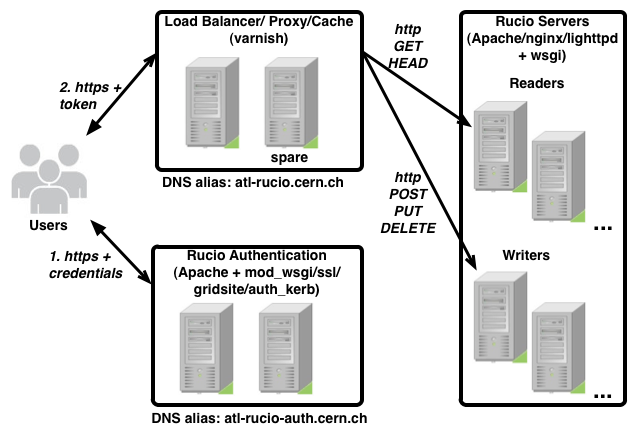 Load Balancer/ Proxy/Cache
(varnish)
spare
DNS alias: atl-rucio.cern.ch
http
GET
HEAD
Rucio Servers
(Apache/nginx/lighttpd
+ wsgi)
Readers
...
2. https +
token
Users
1. https +
credentials
http
POST
PUT
DELETE
Writers
...
Rucio Authentication
(Apache + mod_wsgi/ssl/
gridsite/auth_kerb)
DNS alias: atl-rucio-auth.cern.ch